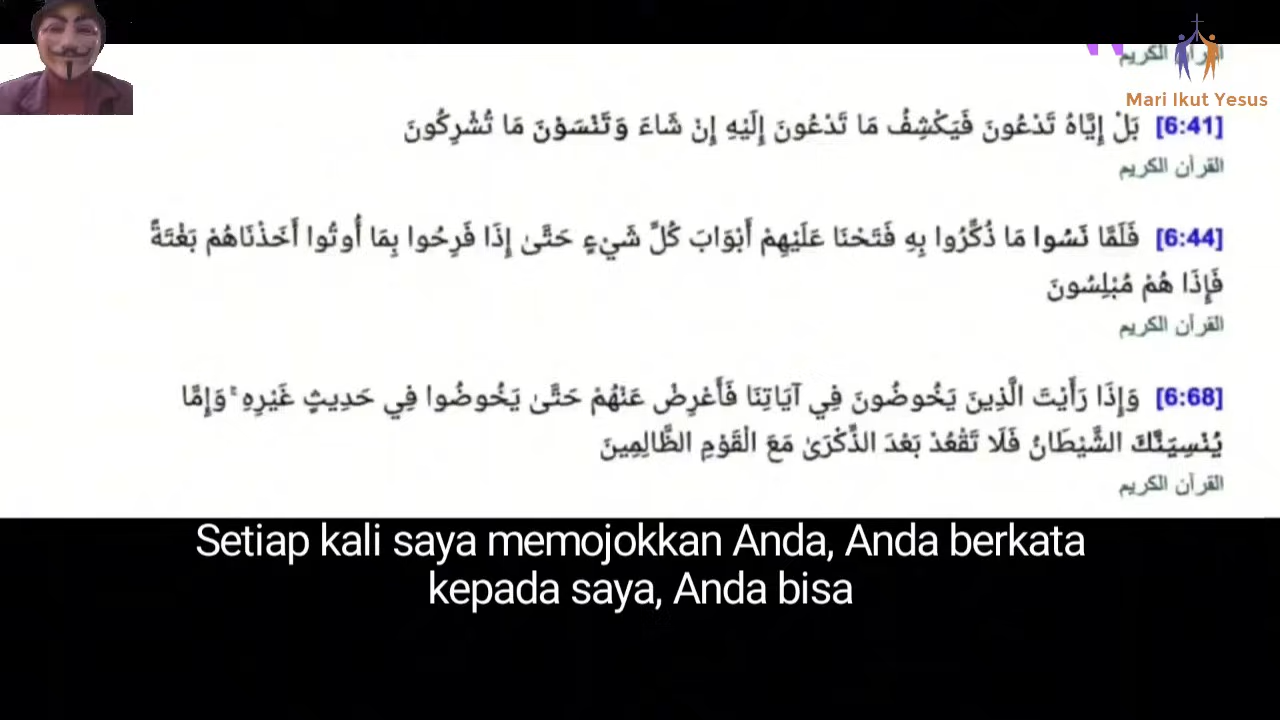 القرآن الكريم
Mari Ikut Yesus
[6:41] بَلْ إِيَّاهُ تَدْعُونَ فَيَكْشِفُ مَا تَدْعُونَ إِلَيْهِ إِنْ شَاءَ وَتَنْسَوْنَ مَا تُشْرِكُونَ
القرآن الكريم
[6:44] فَلَمَّا نَسُوا مَا ذُكِّرُوا بِهِ فَتَحْنَا عَلَيْهِمْ أَبْوَابَ كُلِّ شَيْءٍ حَتَّىٰ إِذَا فَرِحُوا بِمَا أُوتُوا أَخَذْنَاهُمْ بَغْتَةً
فَإِذَا هُمْ مُبْلِسُونَ
القرآن الكريم
[6:68] وَإِذَا رَأَيْتَ الَّذِينَ يَخُوضُونَ فِي آيَاتِنَا فَأَعْرِضْ عَنْهُمْ حَتَّىٰ يَخُوضُوا فِي حَدِيثٍ غَيْرِهِ ۚ وَإِمَّا
يُنْسِيَنَّكَ الشَّيْطَانُ فَلَا تَقْعُدْ بَعْدَ الذِّكْرَىٰ مَعَ الْقَوْمِ الظَّالِمِينَ
القرآن الكريم
Setiap kali saya memojokkan Anda, Anda berkata
kepada saya, Anda bisa